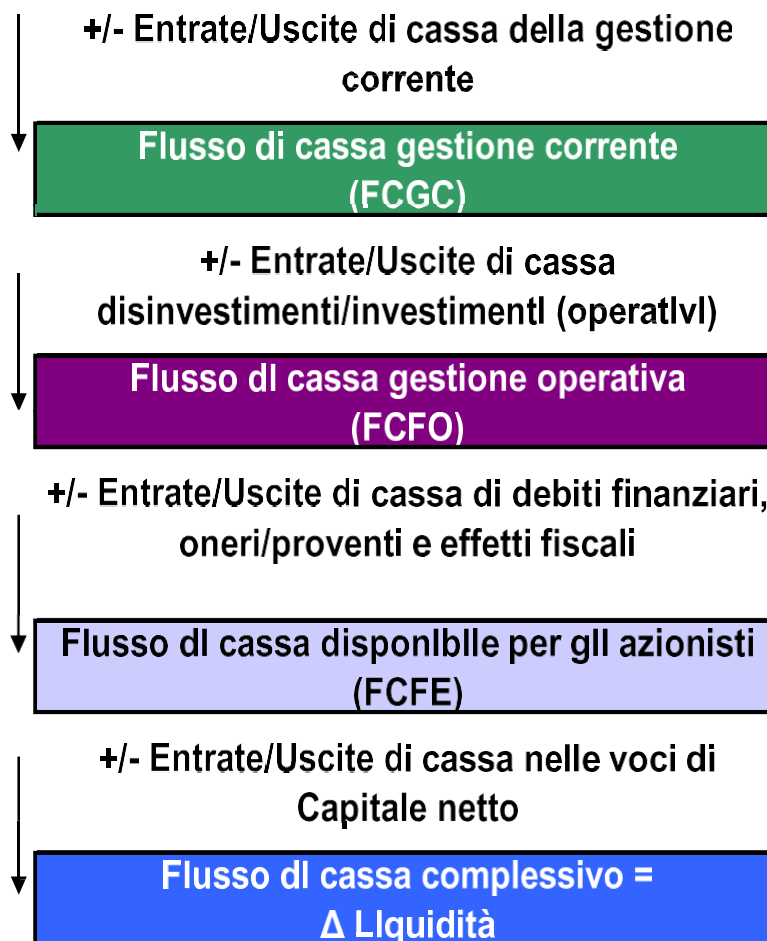 +/- Entrate/Uscite di cassa della gestione
corrente
Flusso di cassa gestione corrente
(FCGC)
+/- Entrate/Uscite di cassa
disinvestimenti/investimentI (operatIvI)
Flusso dI cassa gestione operativa
(FCFO)
+/- Entrate/Uscite di cassa di debiti finanziari,
oneri/proventi e effetti fiscali
Flusso dI cassa disponIbIle per glI azionisti
(FCFE)
+/- Entrate/Uscite di cassa nelle voci di
Capitale netto
Flusso dI cassa complessivo =
Δ LIquidità